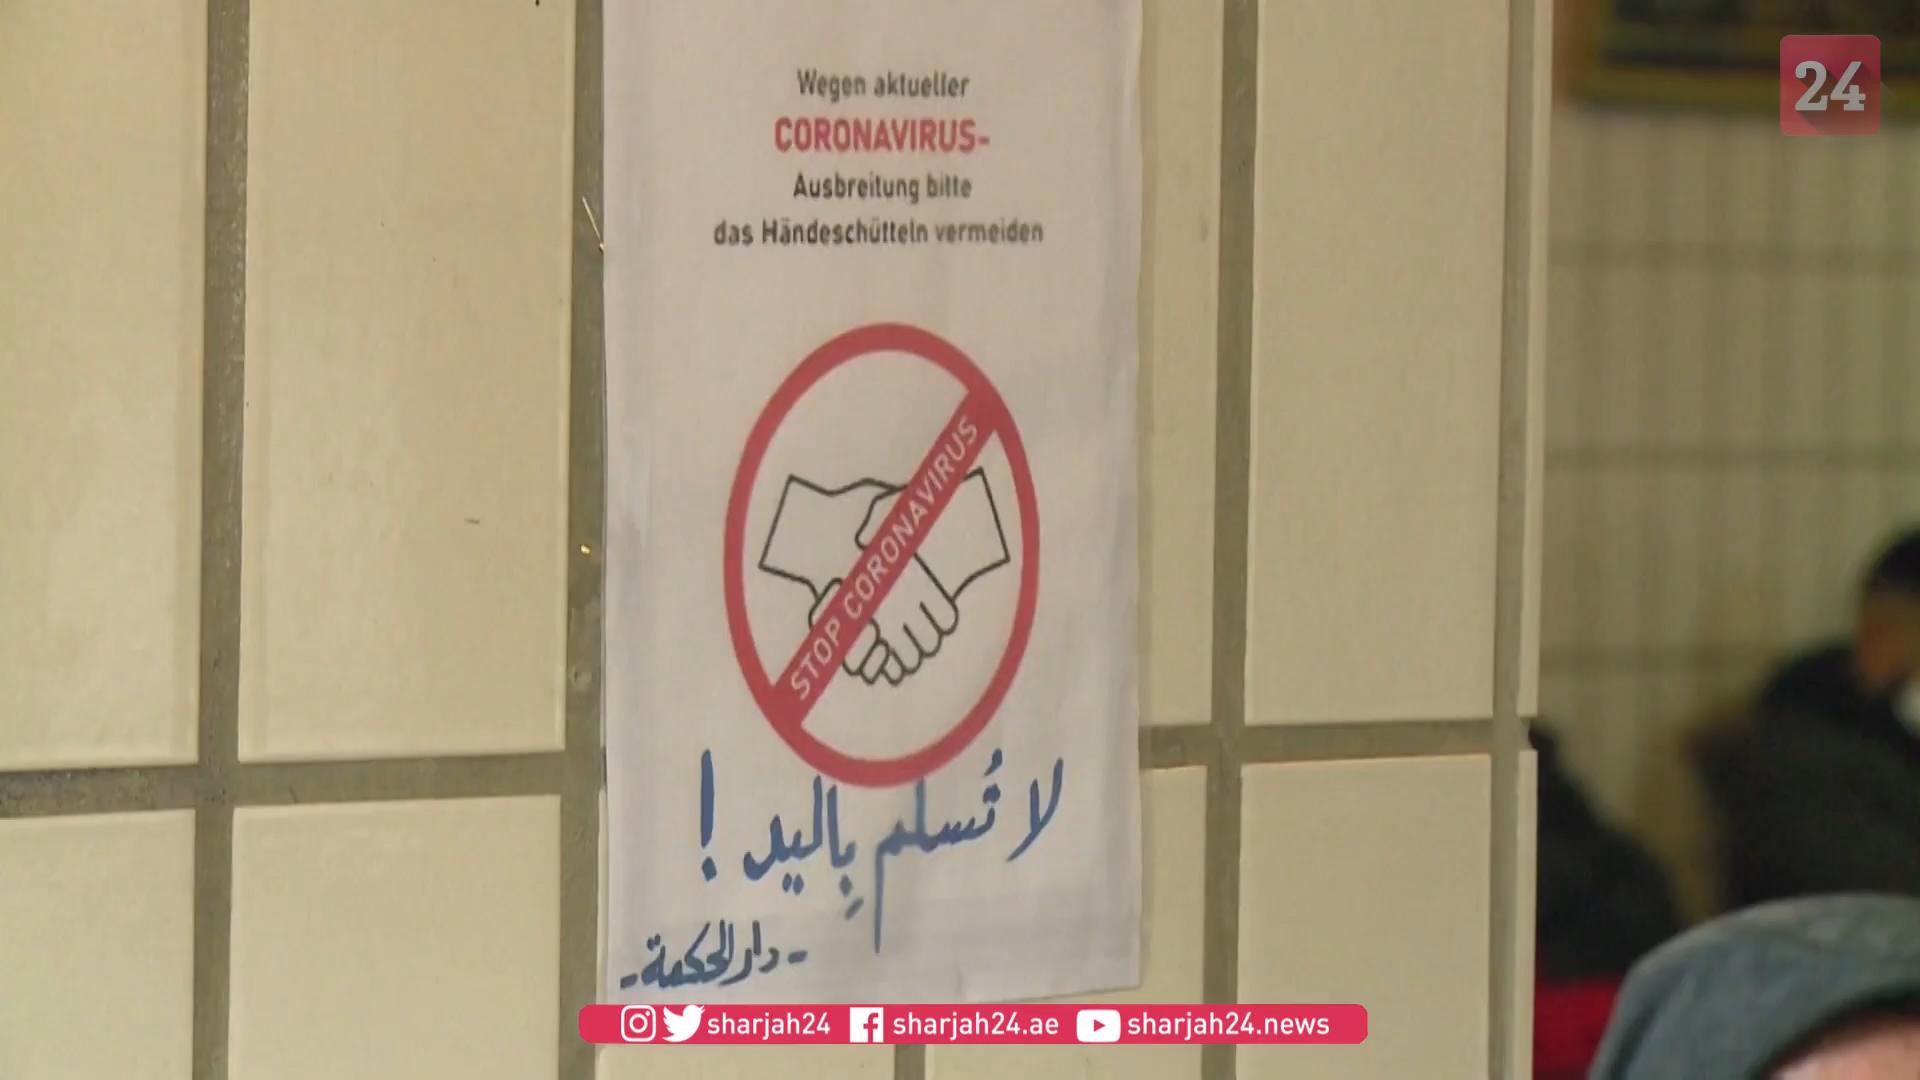 24
Wegen aktueller
CORONAVIRUS-
Ausbreitung bitte
das Händeschütteln vermeiden
STOP CORONAVIRUS
لا تُسلم بِاليد !
- دار الحكمة -
sharjah24 sharjah24.ae sharjah24.news